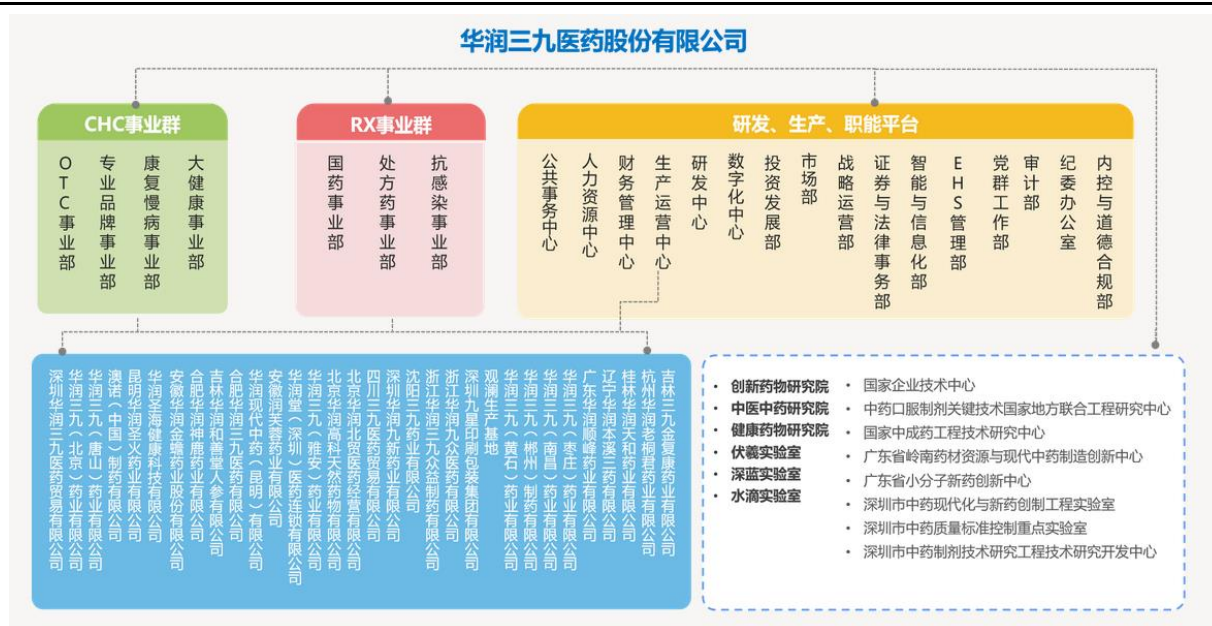 华润三九医药股份有限公司
CHC事业群
OTC事业部
专业品牌事业部
康复慢病事业部
大健康事业部
RX事业群
国药事业部
处方药事业部
抗感染事业部
研发、生产、职能平台
公共事务中心
人力资源中心
财务管理中心
生产运营中心
研发中心
数字化中心
投资发展部
市场部
战略运营部
证券与法律事务部
智能与信息化部
EHS管理部
党群工作部
审计部
纪委办公室
内控与道德合规部
深圳华润三九医药贸易有限公司
华润三九（北京）药业有限公司
华润三九（唐山）药业有限公司
澳诺（中国）制药有限公司
昆明华润圣火药业有限公司
华润圣海健康科技有限公司
安徽华润金蟾药业股份有限公司
合肥华润神鹿药业有限公司
吉林华润和善堂人参有限公司
合肥华润三九医药有限公司
华润现代中药（昆明）有限公司
安徽润芙蓉药业有限公司
华润堂（深圳）医药连锁有限公司
华润三九（雅安）药业有限公司
北京华润高科天然药物有限公司
北京华润北贸医药经营有限公司
四川三九医药贸易有限公司
深圳华润九新药业有限公司
沈阳三九药业有限公司
浙江华润三九众益制药有限公司
浙江华润九众医药有限公司
深圳九星印刷包装集团有限公司
观澜生产基地
华润三九（黄石）药业有限公司
华润三九（郴州）制药有限公司
华润三九（南昌）药业有限公司
华润三九（枣庄）药业有限公司
广东华润顺峰药业有限公司
辽宁华润本溪三药有限公司
桂林华润天和药业有限公司
杭州华润老桐君药业有限公司
吉林三九金复康药业有限公司
• 创新药物研究院
• 中医中药研究院
• 健康药物研究院
• 伏羲实验室
• 深蓝实验室
• 水滴实验室
• 国家企业技术中心
• 中药口服制剂关键技术国家地方联合工程研究中心
• 国家中成药工程技术研究中心
• 广东省岭南药材资源与现代中药制造创新中心
• 广东省小分子新药创新中心
• 深圳市中药现代化与新药创制工程实验室
• 深圳市中药质量标准控制重点实验室
• 深圳市中药制剂技术研究工程技术研究开发中心